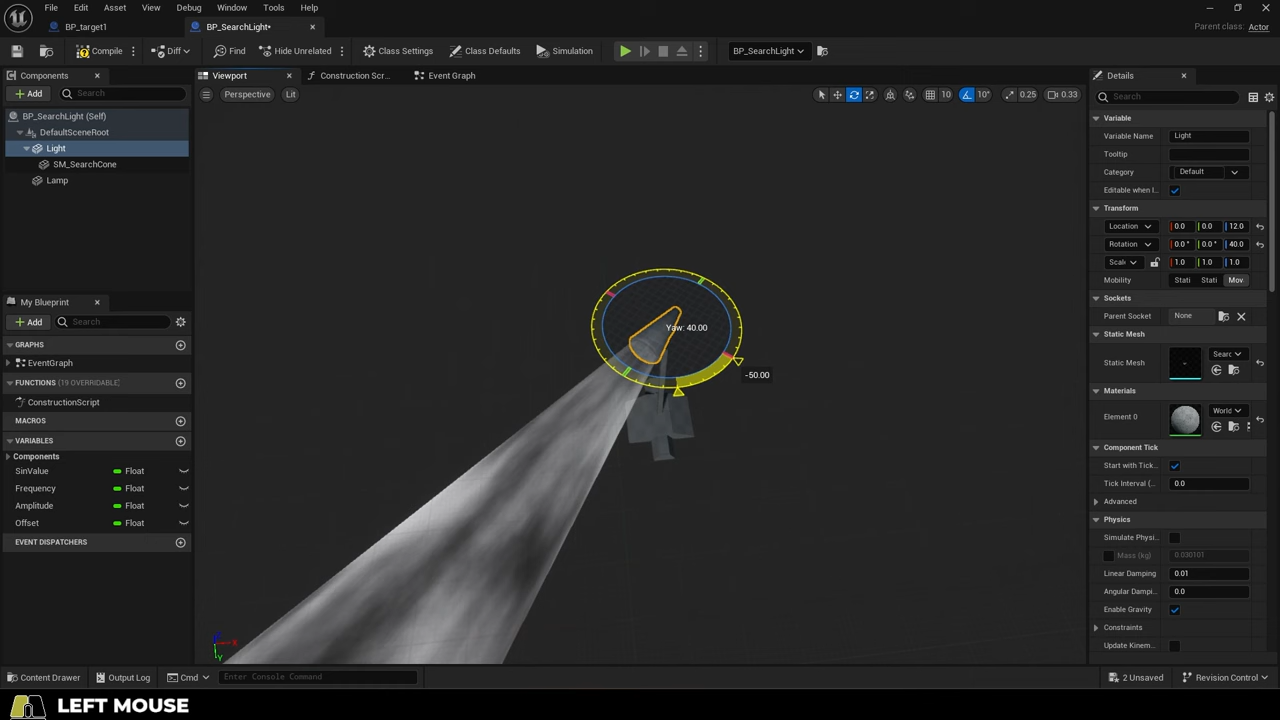 File Edit Asset View Debug Window Tools Help
BP_target1
BP_SearchLight*
Parent class: Actor
Compile
Diff
Find
Hide Unrelated
Class Settings
Class Defaults
Simulation
BP_SearchLight
Components
Viewport
Construction Scr...
Event Graph
Details
Add
Search
Perspective
Lit
10
10°
0.25
0.33
Search
BP_SearchLight (Self)
DefaultSceneRoot
Light
SM_SearchCone
Lamp
Variable
Variable Name
Light
Tooltip
Category
Default
Editable when I...
Transform
Location
0.0
0.0
12.0
Rotation
0.0 °
0.0 °
40.0
Scale
1.0
1.0
1.0
Mobility
Stati
Stati
Mov
Sockets
Parent Socket
None
Static Mesh
Static Mesh
Searc
Materials
Element 0
World
Component Tick
Start with Tick...
Tick Interval (...
0.0
Advanced
Physics
Simulate Physi...
Mass (kg)
0.030101
Linear Damping
0.01
Angular Dampi...
0.0
Enable Gravity
Constraints
Update Kinem...
Yaw: 40.00
-50.00
My Blueprint
Add
Search
GRAPHS
EventGraph
FUNCTIONS (19 OVERRIDABLE)
ConstructionScript
MACROS
VARIABLES
Components
SinValue
Float
Frequency
Float
Amplitude
Float
Offset
Float
EVENT DISPATCHERS
X
Y
Content Drawer
Output Log
Cmd
Enter Console Command
2 Unsaved
Revision Control
LEFT MOUSE